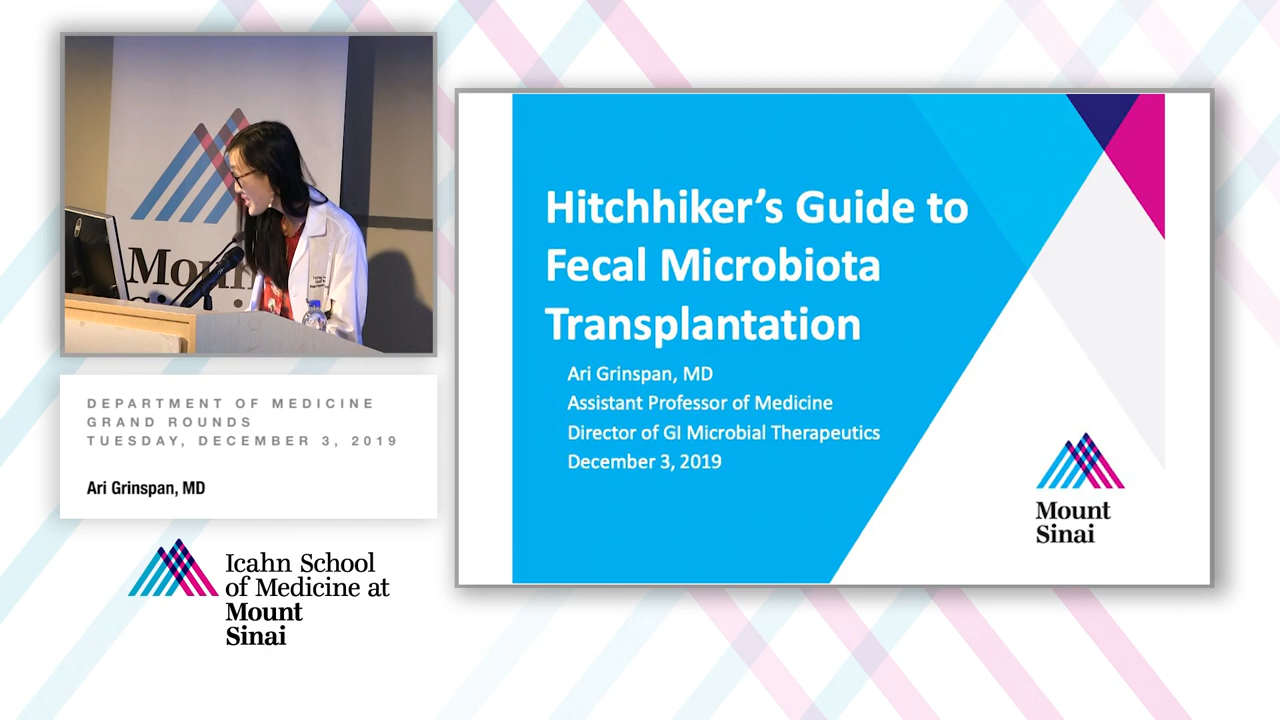 Mount
DEPARTMENT OF MEDICINE
GRAND ROUNDS
TUESDAY, DECEMBER 3, 2019
Ari Grinspan, MD
Icahn School
of Medicine at
Mount
Sinai
Hitchhiker’s Guide to
Fecal Microbiota
Transplantation
Ari Grinspan, MD
Assistant Professor of Medicine
Director of GI Microbial Therapeutics
December 3, 2019
Mount
Sinai